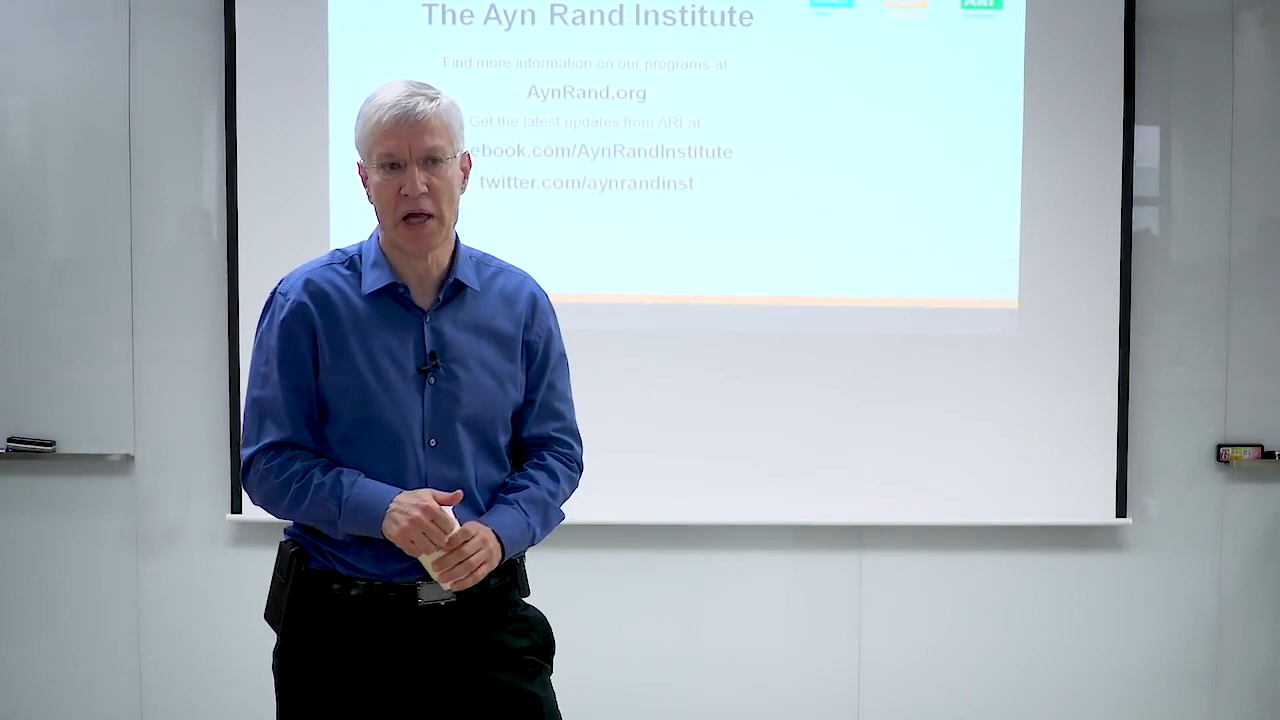 The Ayn Rand Institute
ARI
Find more information on our programs at
AynRand.org
Get the latest updates from ARI at
ebook.com/AynRandInstitute
twitter.com/aynrandinst